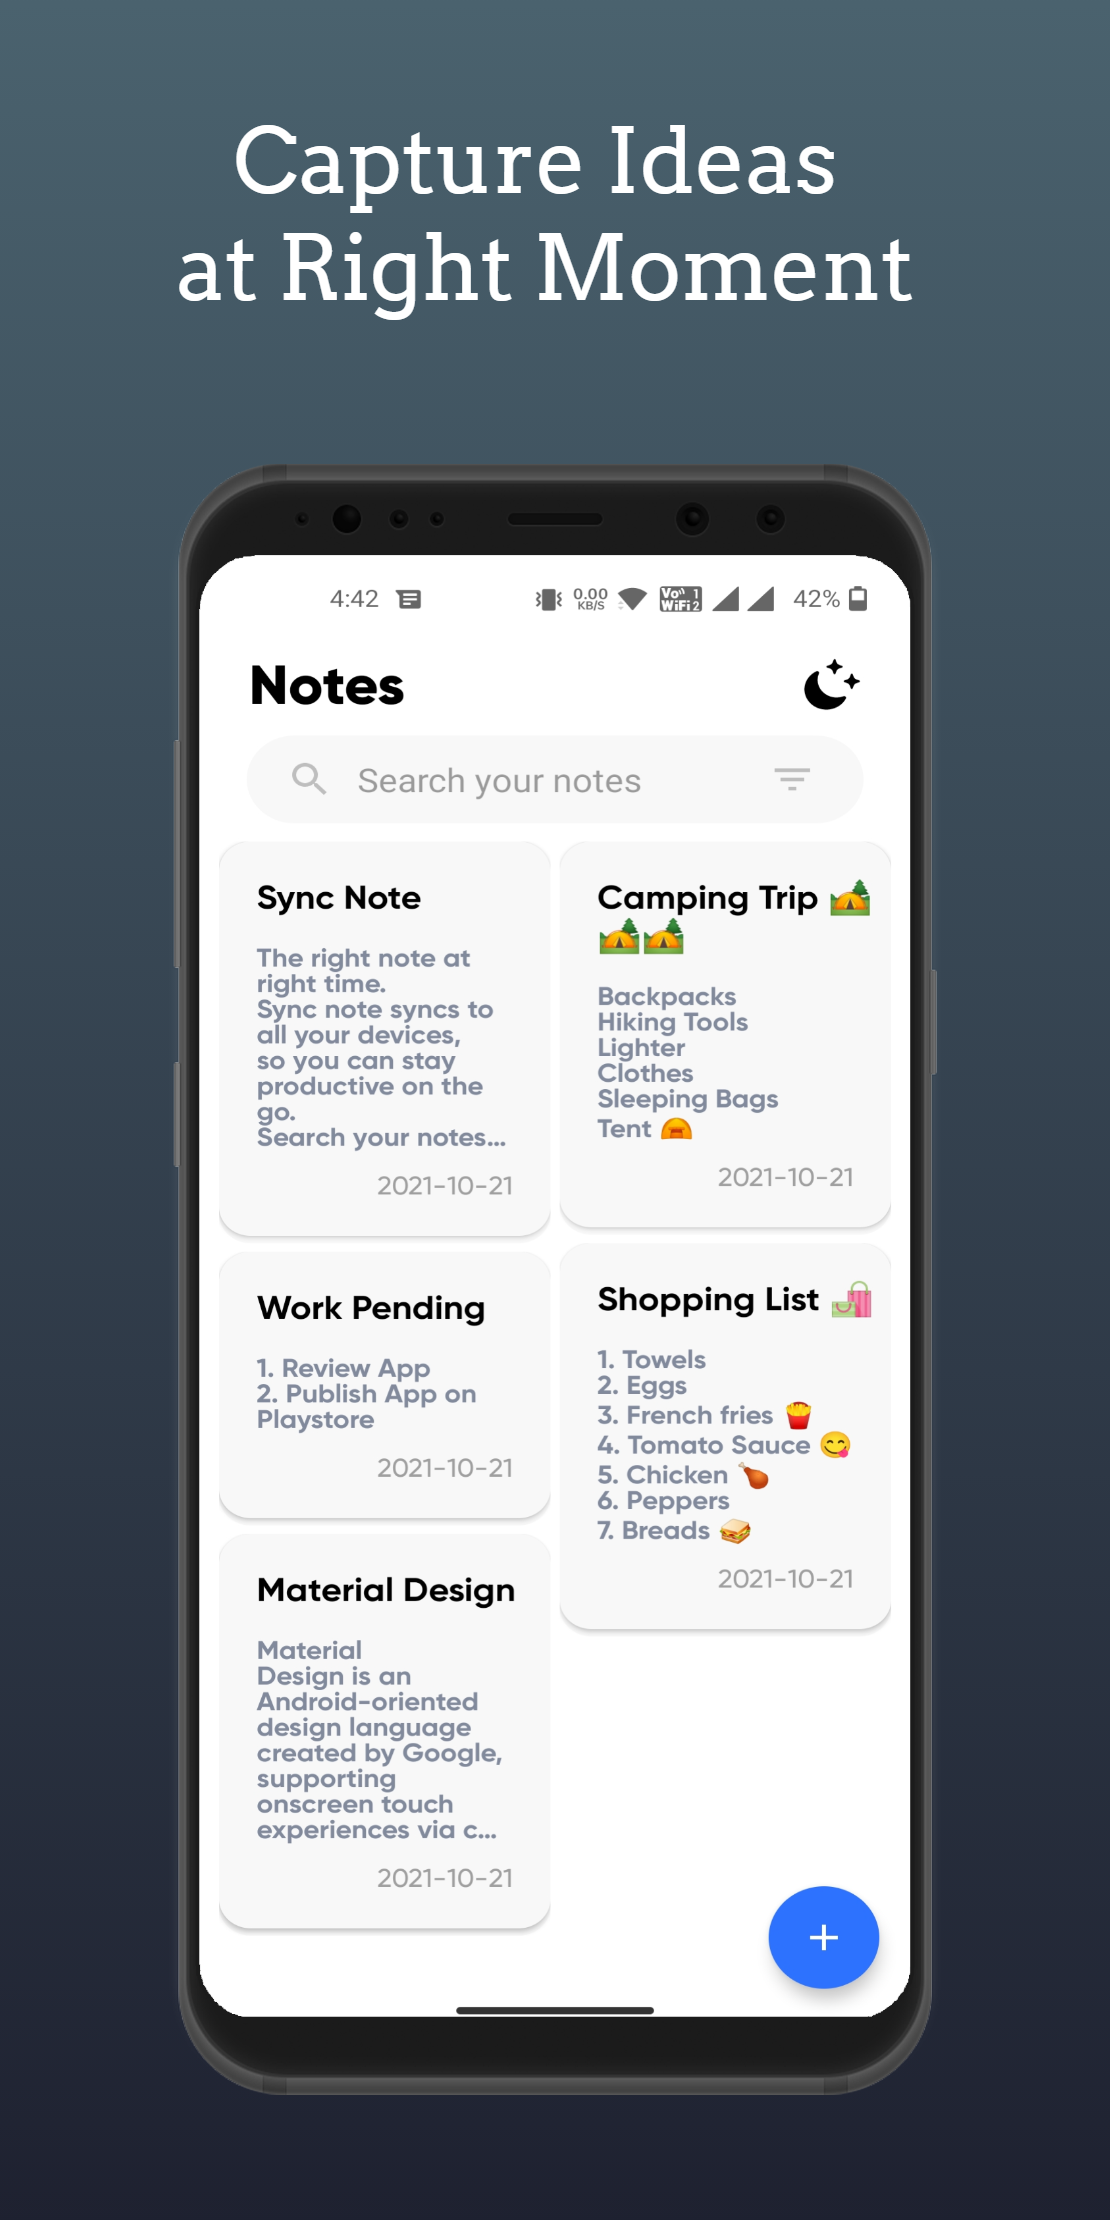 Capture Ideas
at Right Moment
4:42
0.00
KB/S
Vo 1
WiFi 2
42%
Notes
Search your notes
Sync Note
The right note at
right time.
Sync note syncs to
all your devices,
so you can stay
productive on the
go.
Search your notes...
2021-10-21
Camping Trip 🏕️
🏕️🏕️
Backpacks
Hiking Tools
Lighter
Clothes
Sleeping Bags
Tent
2021-10-21
Work Pending
1. Review App
2. Publish App on
Playstore
2021-10-21
Shopping List 🛍️
1. Towels
2. Eggs
3. French fries 🍟
4. Tomato Sauce 😋
5. Chicken 🍗
6. Peppers
7. Breads 🥪
2021-10-21
Material Design
Material
Design is an
Android-oriented
design language
created by Google,
supporting
onscreen touch
experiences via c...
2021-10-21